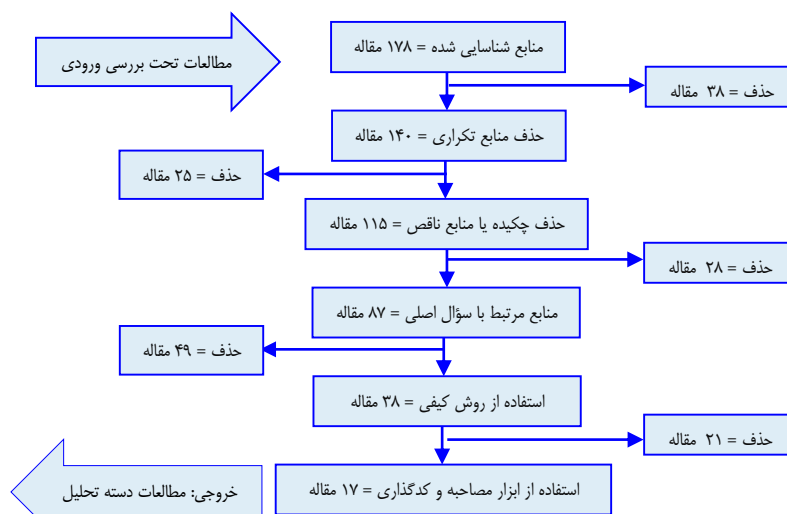 منابع شناسایی شده = ۱۷۸ مقاله
مطالعات تحت بررسی ورودی
حذف = ۳۸ مقاله
حذف منابع تکراری = ۱۴۰ مقاله
حذف = ۲۵ مقاله
حذف چکیده یا منابع ناقص = ۱۱۵ مقاله
حذف = ۲۸ مقاله
منابع مرتبط با سؤال اصلی = ۸۷ مقاله
حذف = ۴۹ مقاله
استفاده از روش کیفی = ۳۸ مقاله
حذف = ۲۱ مقاله
استفاده از ابزار مصاحبه و کدگذاری = ۱۷ مقاله
خروجی: مطالعات دسته تحلیل